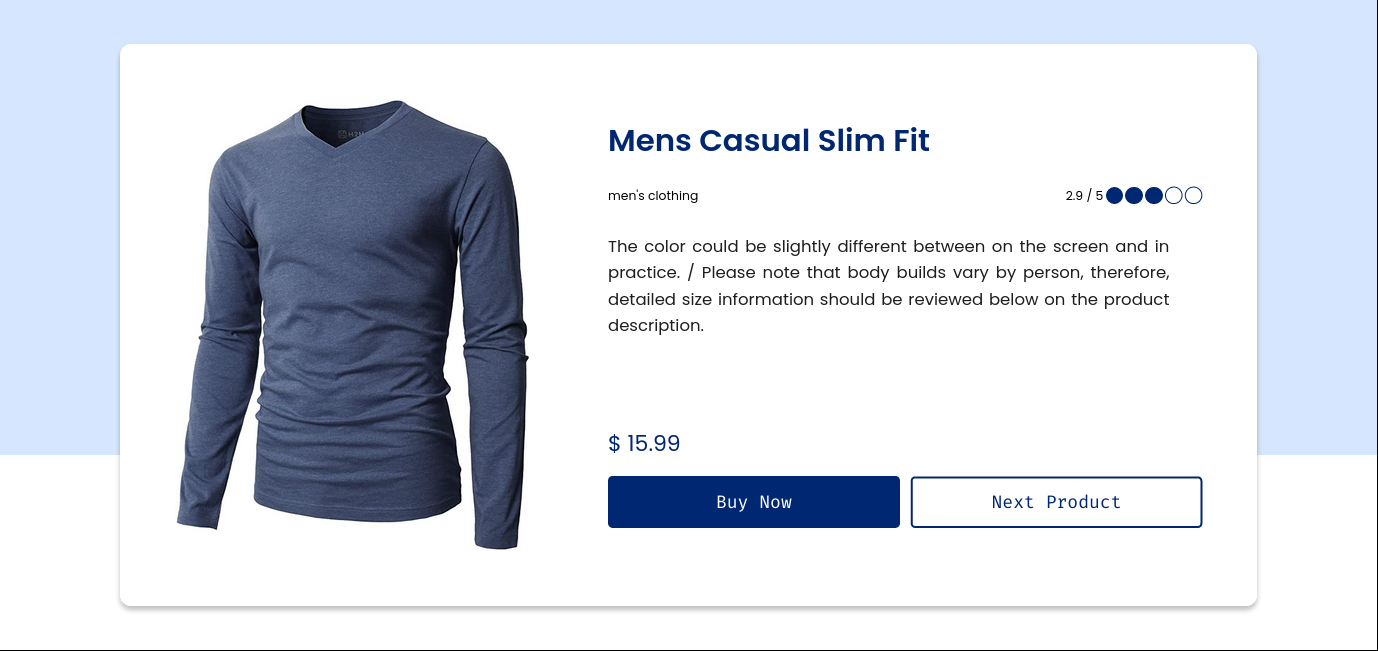 Mens Casual Slim Fit
men's clothing
2.9 / 5
The color could be slightly different between on the screen and in
practice. / Please note that body builds vary by person, therefore,
detailed size information should be reviewed below on the product
description.
$ 15.99
Buy Now
Next Product